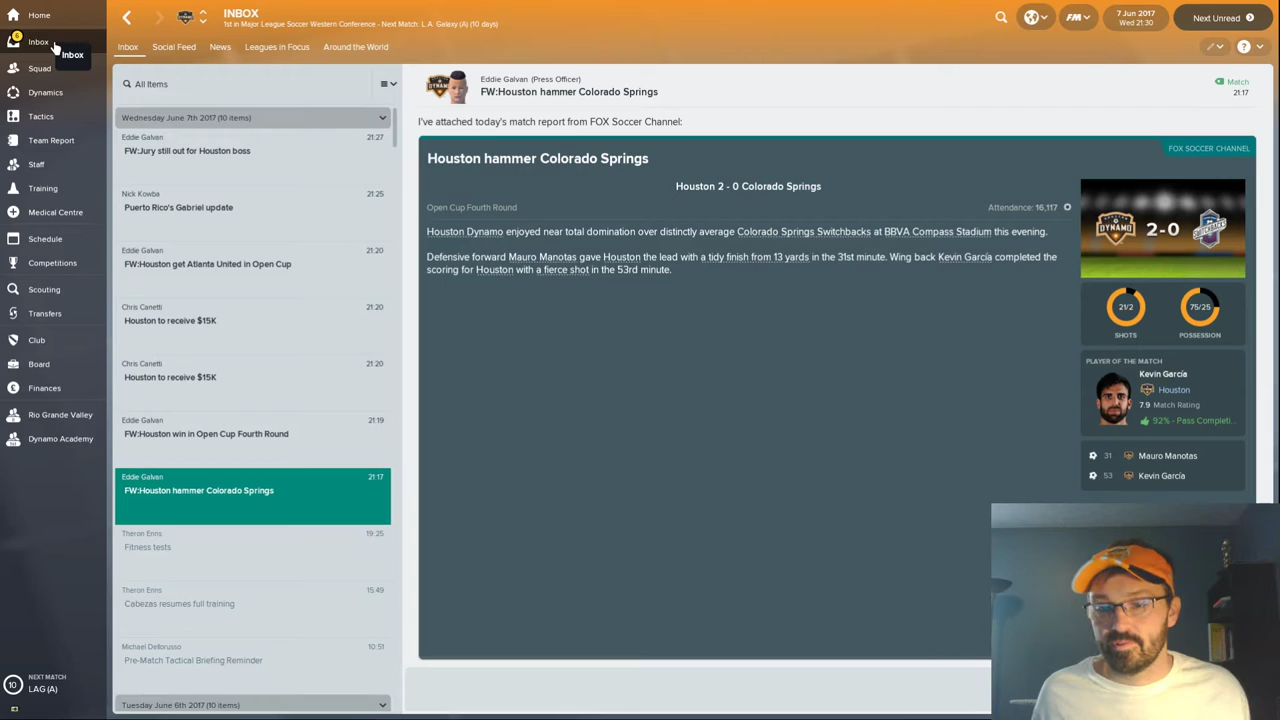 Home
6
Inbox
Inbox
Squad
Dynamics
Tactics
Team Report
Staff
Training
Medical Centre
Schedule
Competitions
Scouting
Transfers
Club
Board
Finances
Rio Grande Valley
Dynamo Academy
10
NEXT MATCH
LAG (A)
INBOX
1st in Major League Soccer Western Conference - Next Match: L.A. Galaxy (A) (10 days)
FM
7 Jun 2017
Wed 21:30
Next Unread
Inbox
Social Feed
News
Leagues in Focus
Around the World
?
All Items
Wednesday June 7th 2017 (10 items)
Eddie Galvan 21:27
FW:Jury still out for Houston boss
Nick Kowba 21:25
Puerto Rico's Gabriel update
Eddie Galvan 21:20
FW:Houston get Atlanta United in Open Cup
Chris Canetti 21:20
Houston to receive $15K
Chris Canetti 21:20
Houston to receive $15K
Eddie Galvan 21:19
FW:Houston win in Open Cup Fourth Round
Eddie Galvan 21:17
FW:Houston hammer Colorado Springs
Theron Enns 19:25
Fitness tests
Theron Enns 15:49
Cabezas resumes full training
Michael Dellorusso 10:51
Pre-Match Tactical Briefing Reminder
Tuesday June 6th 2017 (10 items)
Eddie Galvan (Press Officer)
FW:Houston hammer Colorado Springs
Match
21:17
I've attached today's match report from FOX Soccer Channel:
Houston hammer Colorado Springs
FOX SOCCER CHANNEL
Houston 2 - 0 Colorado Springs
Open Cup Fourth Round
Attendance: 16,117
Houston Dynamo enjoyed near total domination over distinctly average Colorado Springs Switchbacks at BBVA Compass Stadium this evening.
Defensive forward Mauro Manotas gave Houston the lead with a tidy finish from 13 yards in the 31st minute. Wing back Kevin García completed the
scoring for Houston with a fierce shot in the 53rd minute.
DYNAMO
2-0
SWITCHBACKS
21/2
SHOTS
75/25
POSSESSION
PLAYER OF THE MATCH
Kevin García
Houston
7.9 Match Rating
92% - Pass Completi...
31 Mauro Manotas
53 Kevin García